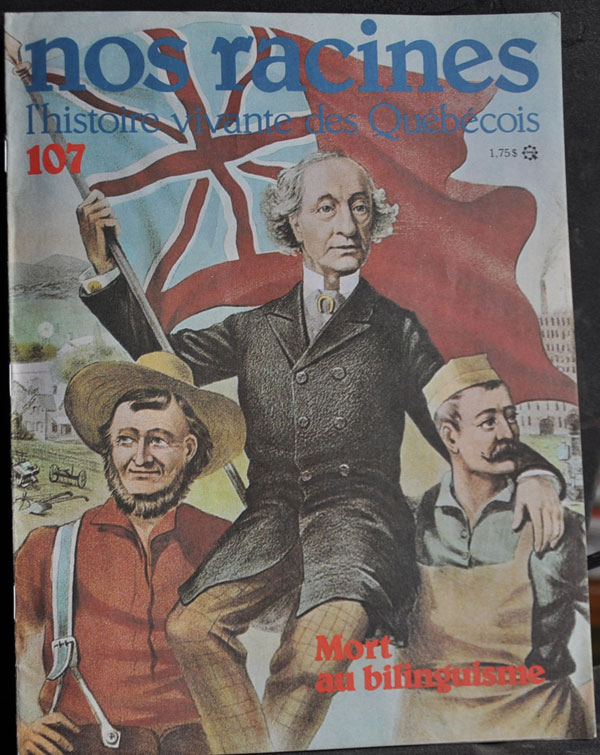 nos racines
l'histoire vivante des Québécois
107
1,75 $
Mort
au bilinguisme